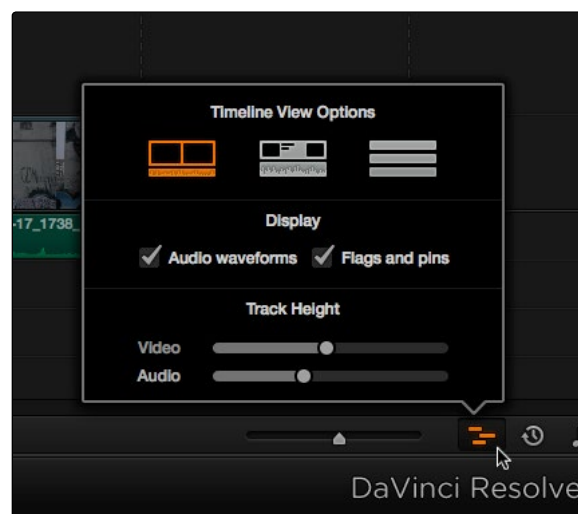 Timeline View Options
-17_1738_
Display
Audio waveforms Flags and pins
Track Height
Video
Audio
DaVinci Resolve